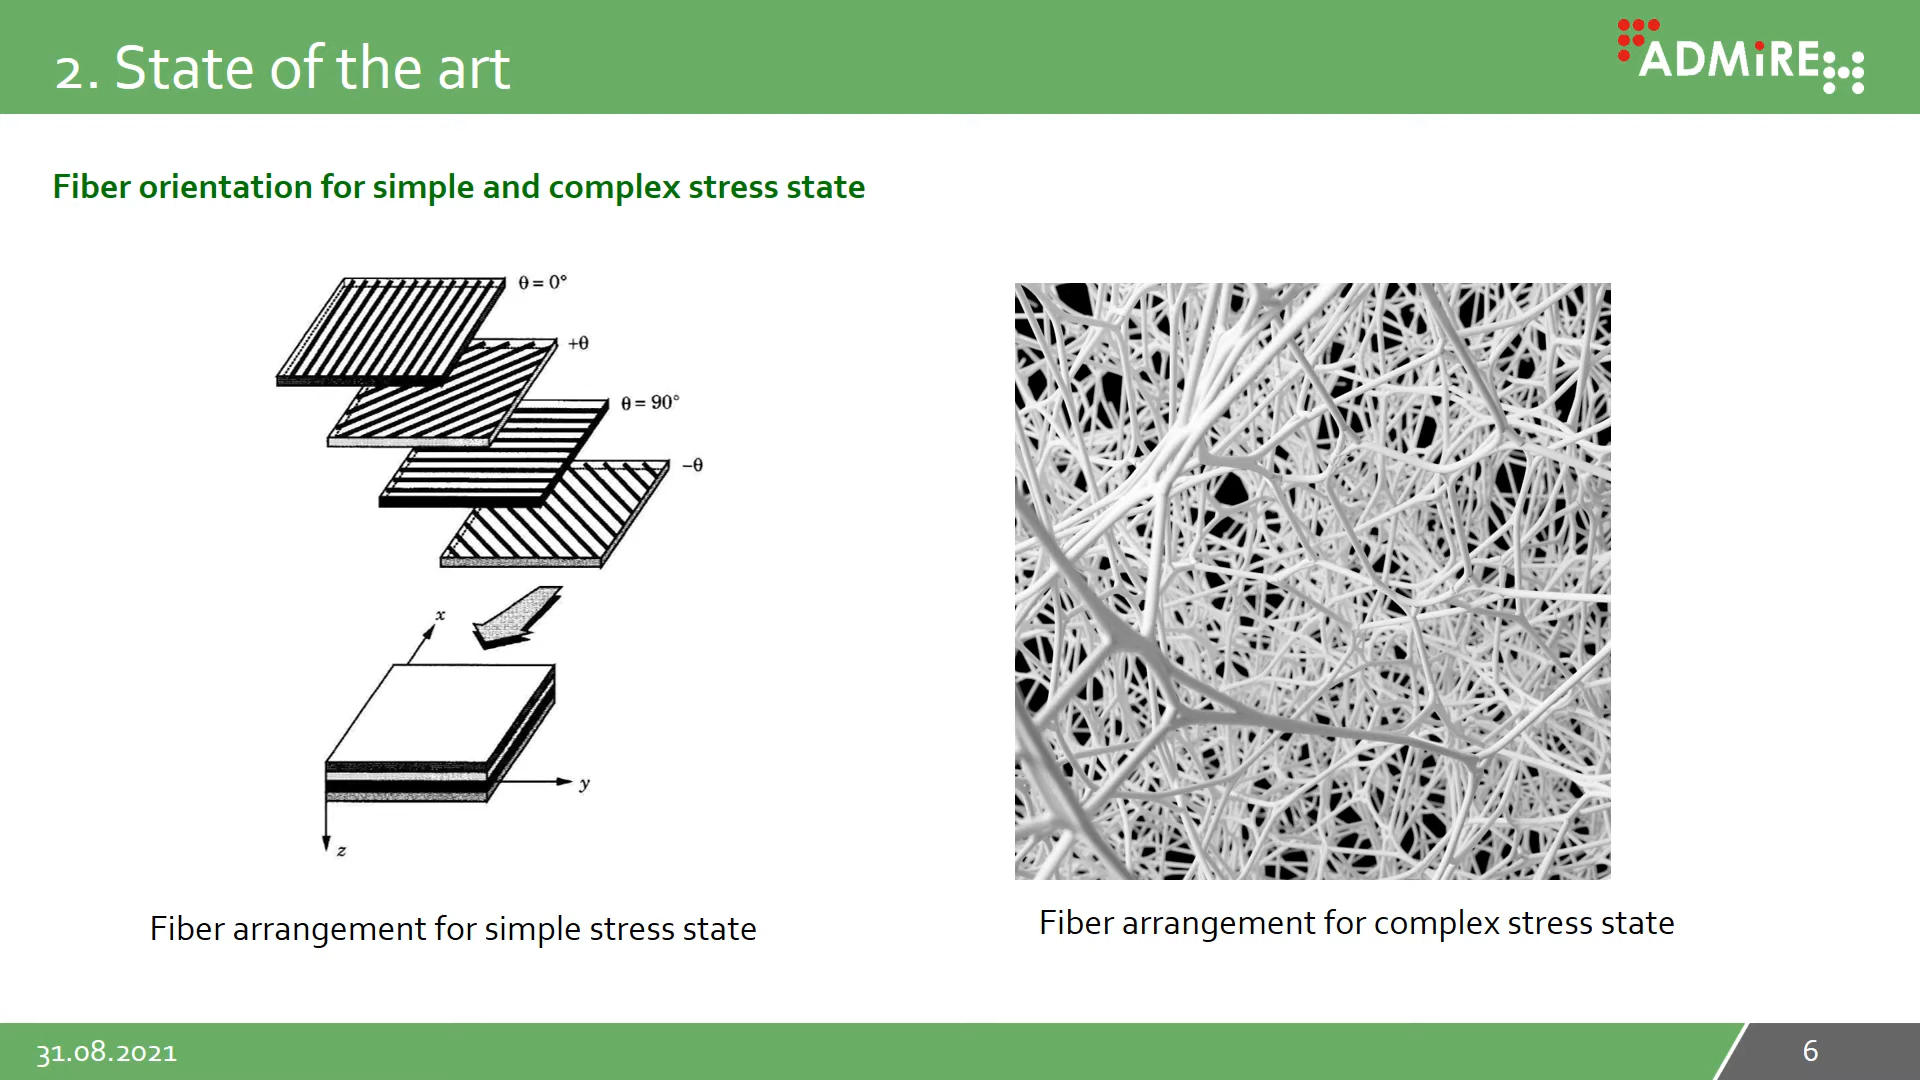 2. State of the art
ADMiRE
Fiber orientation for simple and complex stress state
θ = 0°
+θ
θ = 90°
−θ
x
y
z
Fiber arrangement for simple stress state
Fiber arrangement for complex stress state
31.08.2021
6